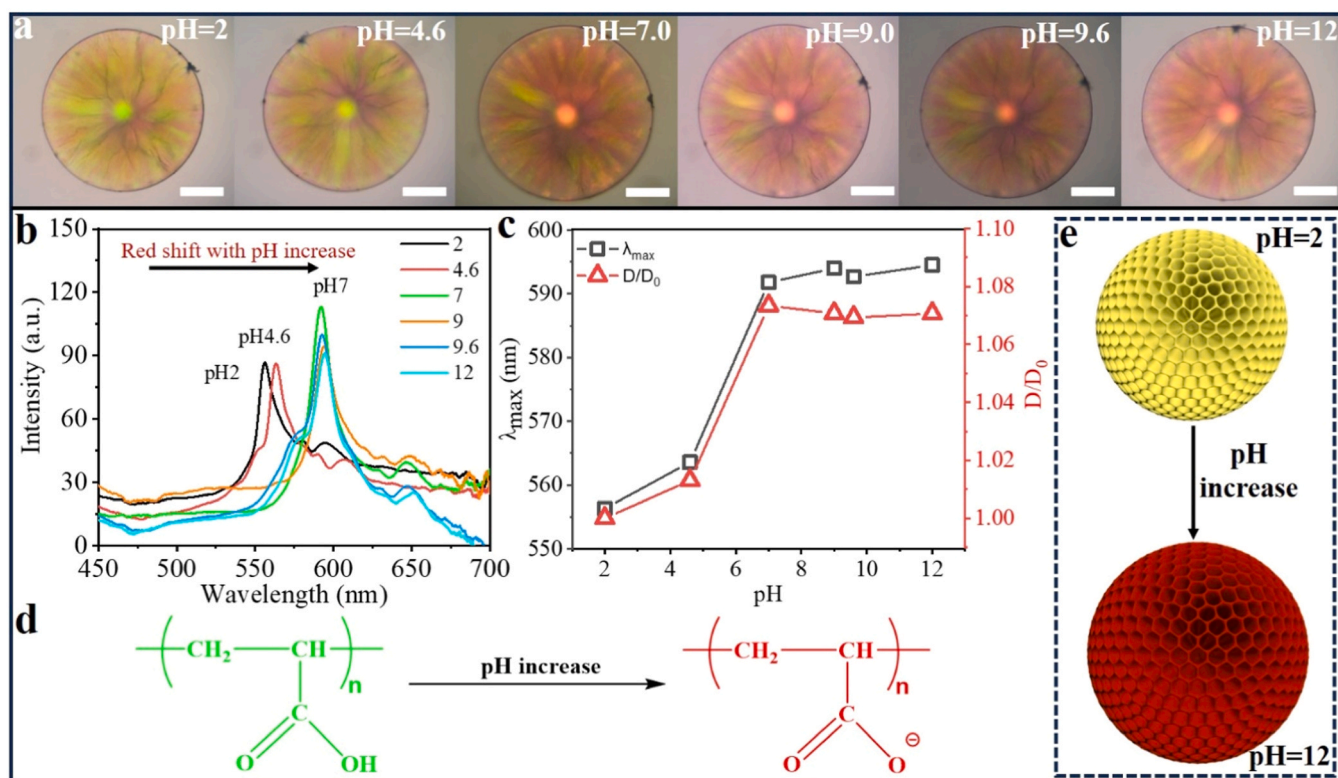 a
pH=2
pH=4.6
pH=7.0
pH=9.0
pH=9.6
pH=12
b
150
120
90
60
30
0
Intensity (a.u.)
Red shift with pH increase
pH7
pH4.6
pH2
2
4.6
7
9
9.6
12
450 500 550 600 650 700
Wavelength (nm)
c
600
590
580
570
560
550
λmax (nm)
λmax
D/D0
1.10
1.08
1.06
1.04
1.02
1.00
D/D0
2 4 6 8 10 12
pH
d
CH2
CH
n
C
O
OH
pH increase
CH2
CH
n
C
O
O⊖
e
pH=2
pH
increase
pH=12